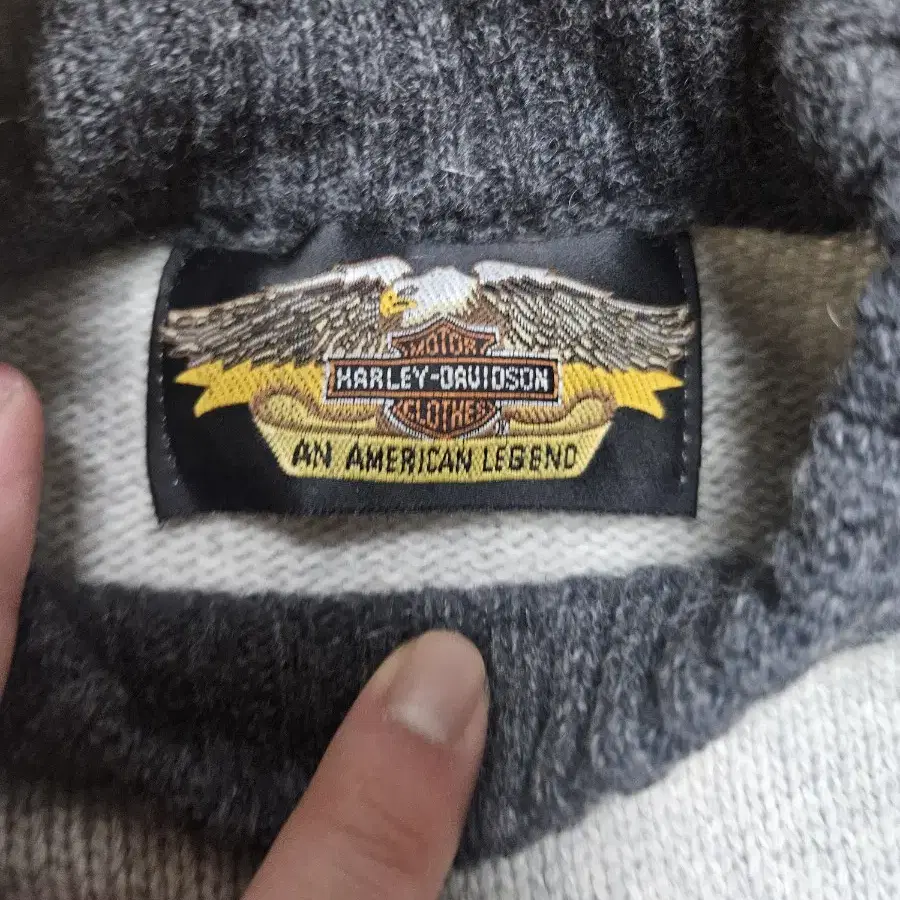 MOTOR
HARLEY-DAVIDSON
CLOTHES
AN AMERICAN LEGEND